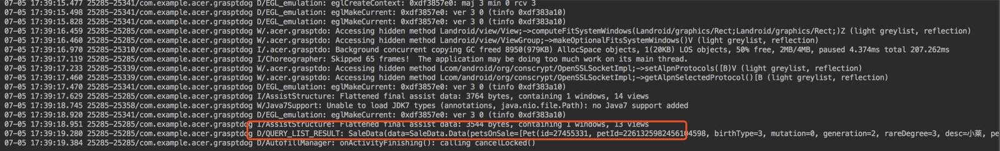 07-05 17:39:15.477 25285-25341/com.example.acer.grasptdog D/EGL_emulation: eglCreateContext: 0xdf3857e0: maj 3 min 0 rcv 3
07-05 17:39:15.498 25285-25341/com.example.acer.grasptdog D/EGL_emulation: eglMakeCurrent: 0xdf3857e0: ver 3 0 (tinfo 0xdf383a10)
07-05 17:39:15.828 25285-25341/com.example.acer.grasptdog D/EGL_emulation: eglMakeCurrent: 0xdf3857e0: ver 3 0 (tinfo 0xdf383a10)
07-05 17:39:16.459 25285-25285/com.example.acer.grasptdog W/.acer.grasptdo: Accessing hidden method Landroid/view/View;->computeFitSystemWindows(Landroid/graphics/Rect;Landroid/graphics/Rect;)Z (light greylist, reflection)
07-05 17:39:16.460 25285-25285/com.example.acer.grasptdog W/.acer.grasptdo: Accessing hidden method Landroid/view/ViewGroup;->makeOptionalFitsSystemWindows()V (light greylist, reflection)
07-05 17:39:16.970 25285-25310/com.example.acer.grasptdog I/.acer.grasptdo: Background concurrent copying GC freed 8950(979KB) AllocSpace objects, 1(20KB) LOS objects, 50% free, 2MB/4MB, paused 4.374ms total 207.262ms
07-05 17:39:17.119 25285-25285/com.example.acer.grasptdog I/Choreographer: Skipped 65 frames!  The application may be doing too much work on its main thread.
07-05 17:39:17.233 25285-25339/com.example.acer.grasptdog W/.acer.grasptdo: Accessing hidden method Lcom/android/org/conscrypt/OpenSSLSocketImpl;->setAlpnProtocols([B)V (light greylist, reflection)
07-05 17:39:17.460 25285-25339/com.example.acer.grasptdog W/.acer.grasptdo: Accessing hidden method Lcom/android/org/conscrypt/OpenSSLSocketImpl;->getAlpnSelectedProtocol()[B (light greylist, reflection)
07-05 17:39:17.470 25285-25341/com.example.acer.grasptdog D/EGL_emulation: eglMakeCurrent: 0xdf3857e0: ver 3 0 (tinfo 0xdf383a10)
07-05 17:39:17.629 25285-25285/com.example.acer.grasptdog I/AssistStructure: Flattened final assist data: 3764 bytes, containing 1 windows, 14 views
07-05 17:39:18.745 25285-25358/com.example.acer.grasptdog W/Java7Support: Unable to load JDK7 types (annotations, java.nio.file.Path): no Java7 support added
07-05 17:39:18.920 25285-25341/com.example.acer.grasptdog D/EGL_emulation: eglMakeCurrent: 0xdf3857e0: ver 3 0 (tinfo 0xdf383a10)
07-05 17:39:18.951 25285-25285/com.example.acer.grasptdog I/AssistStructure: Flattened final assist data: 3544 bytes, containing 1 windows, 13 views
07-05 17:39:19.280 25285-25285/com.example.acer.grasptdog D/QUERY_LIST_RESULT: SaleData(data=SaleData.Data(petsOnSale=[Pet(id=27455331, petId=2261325982456104598, birthType=3, mutation=0, generation=2, rareDegree=3, desc=小莱, pe
07-05 17:39:19.384 25285-25285/com.example.acer.grasptdog D/AutofillManager: onActivityFinishing(): calling cancelLocked()